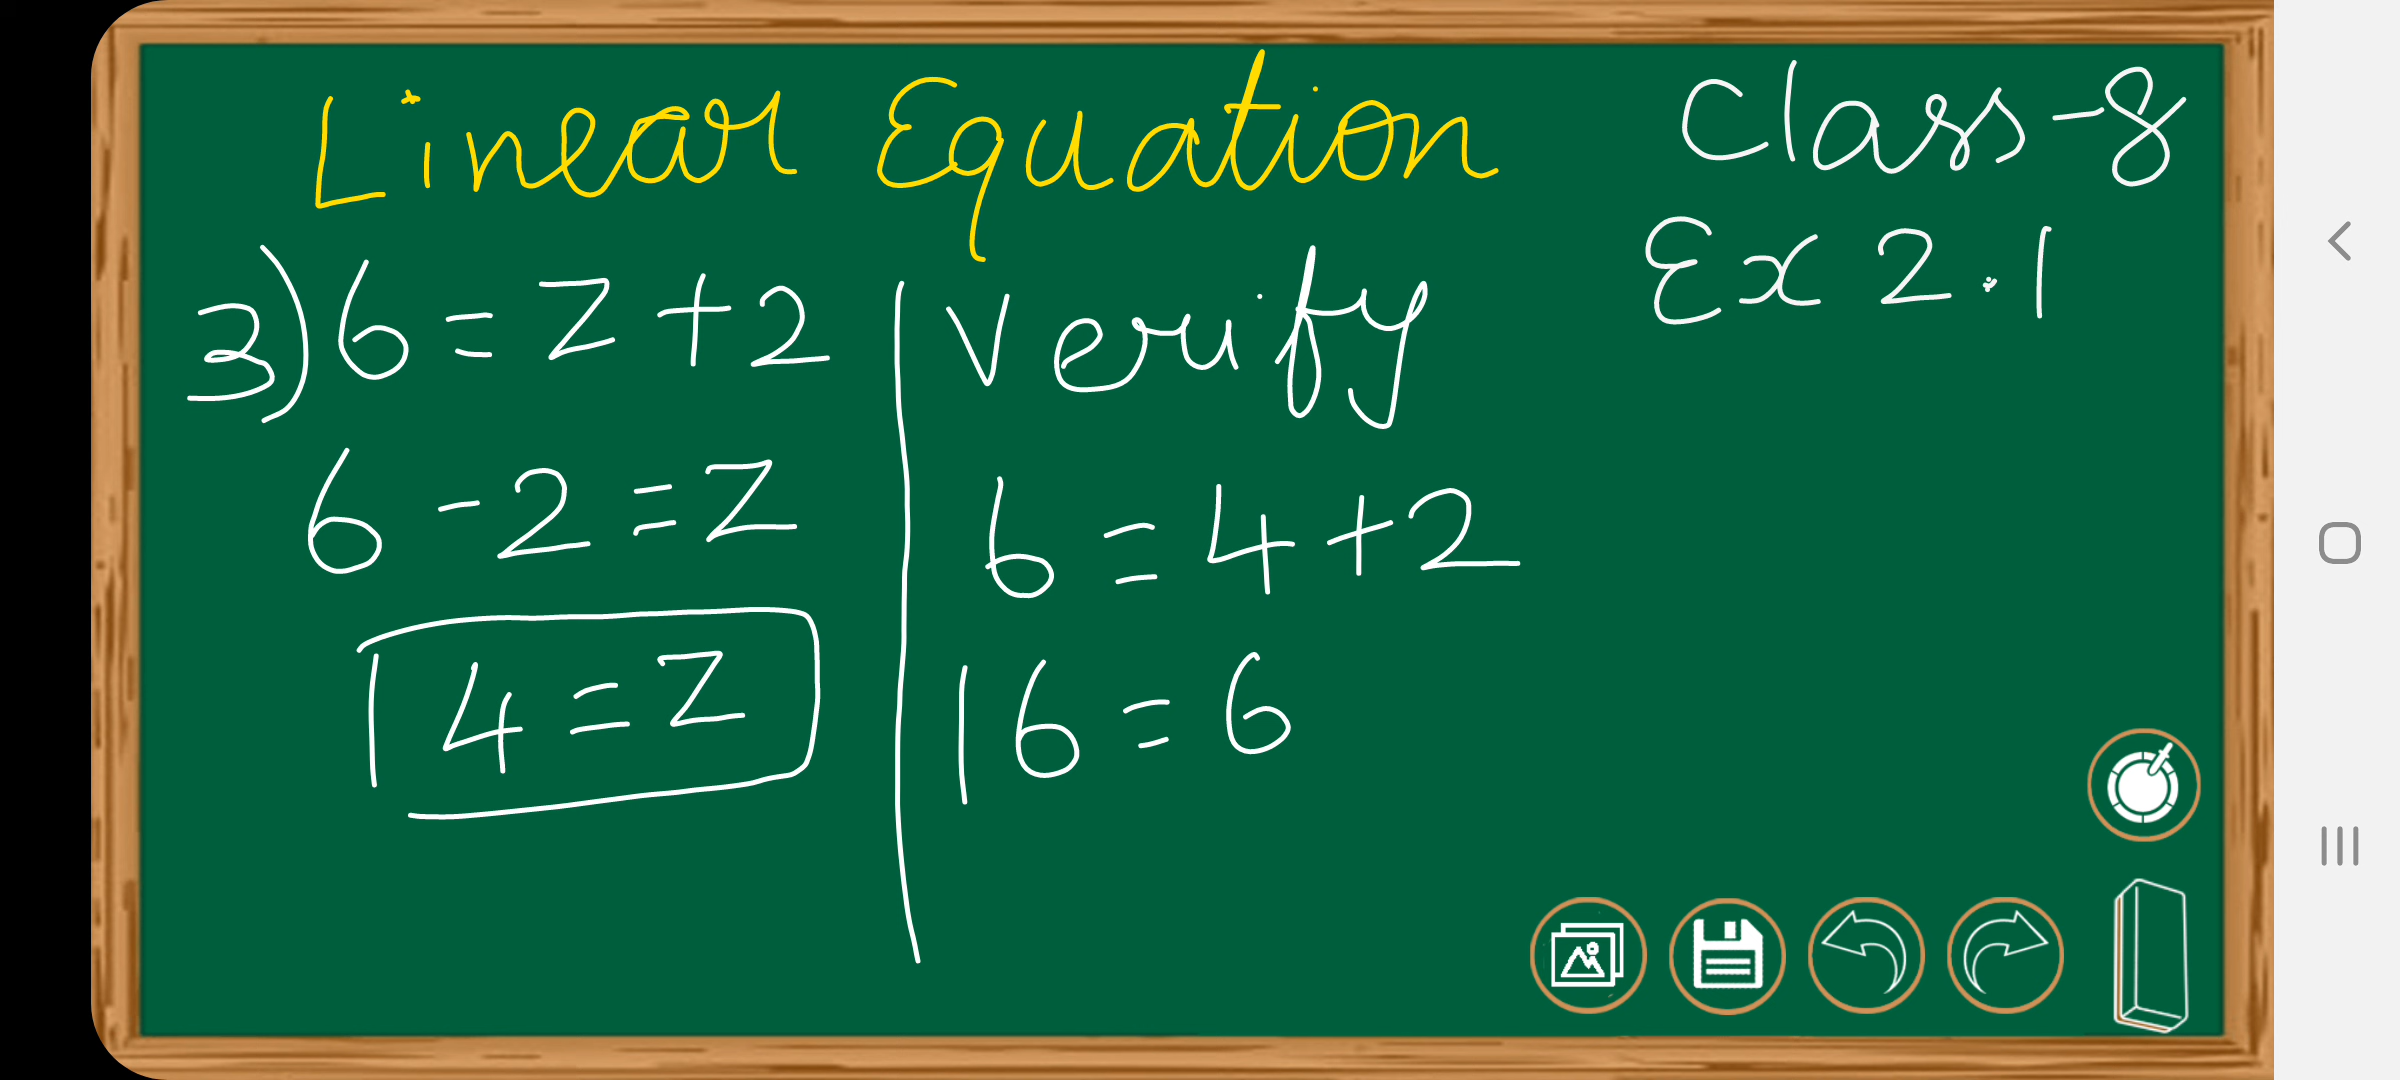 Linear Equation
Class-8
Ex 2.1
3) 6 = z + 2
6 - 2 = z
4 = z
Verify
6 = 4 + 2
6 = 6